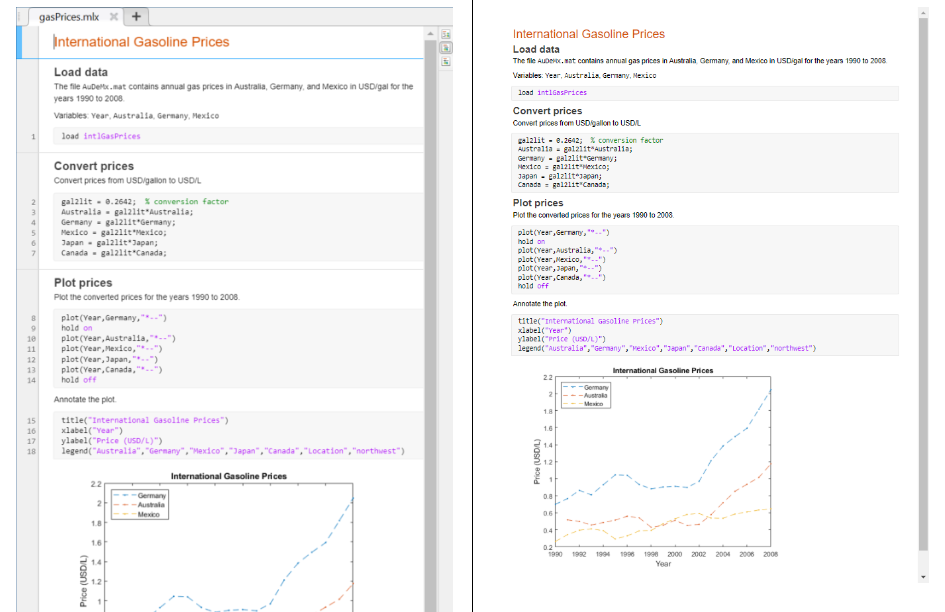 gasPrices.mlx
International Gasoline Prices
Load data
The file AuDeMx.mat contains annual gas prices in Australia, Germany, and Mexico in USD/gal for the
years 1990 to 2008.
Variables: Year, Australia, Germany, Mexico
1 load intlGasPrices
Convert prices
Convert prices from USD/gallon to USD/L
2 gal2lit = 0.2642; % conversion factor
3 Australia = gal2lit*Australia;
4 Germany = gal2lit*Germany;
5 Mexico = gal2lit*Mexico;
6 Japan = gal2lit*Japan;
7 Canada = gal2lit*Canada;
Plot prices
Plot the converted prices for the years 1990 to 2008.
8 plot(Year,Germany,"*--")
9 hold on
10 plot(Year,Australia,"*--")
11 plot(Year,Mexico,"*--")
12 plot(Year,Japan,"*--")
13 plot(Year,Canada,"*--")
14 hold off
Annotate the plot.
15 title("International Gasoline Prices")
16 xlabel("Year")
17 ylabel("Price (USD/L)")
18 legend("Australia","Germany","Mexico","Japan","Canada","Location","northwest")
International Gasoline Prices
2.2
2
1.8
1.6
1.4
1.2
1
Price (USD/L)
Germany
Australia
Mexico
International Gasoline Prices
Load data
The file AuDeMx.mat contains annual gas prices in Australia, Germany, and Mexico in USD/gal for the years 1990 to 2008.
Variables: Year, Australia, Germany, Mexico
load intlGasPrices
Convert prices
Convert prices from USD/gallon to USD/L
gal2lit = 0.2642; % conversion factor
Australia = gal2lit*Australia;
Germany = gal2lit*Germany;
Mexico = gal2lit*Mexico;
Japan = gal2lit*Japan;
Canada = gal2lit*Canada;
Plot prices
Plot the converted prices for the years 1990 to 2008.
plot(Year,Germany,"*--")
hold on
plot(Year,Australia,"*--")
plot(Year,Mexico,"*--")
plot(Year,Japan,"*--")
plot(Year,Canada,"*--")
hold off
Annotate the plot.
title("International Gasoline Prices")
xlabel("Year")
ylabel("Price (USD/L)")
legend("Australia","Germany","Mexico","Japan","Canada","Location","northwest")
International Gasoline Prices
2.2
2
1.8
1.6
1.4
1.2
1
0.8
0.6
0.4
0.2
Price (USD/L)
Germany
Australia
Mexico
1990 1992 1994 1996 1998 2000 2002 2004 2006 2008
Year